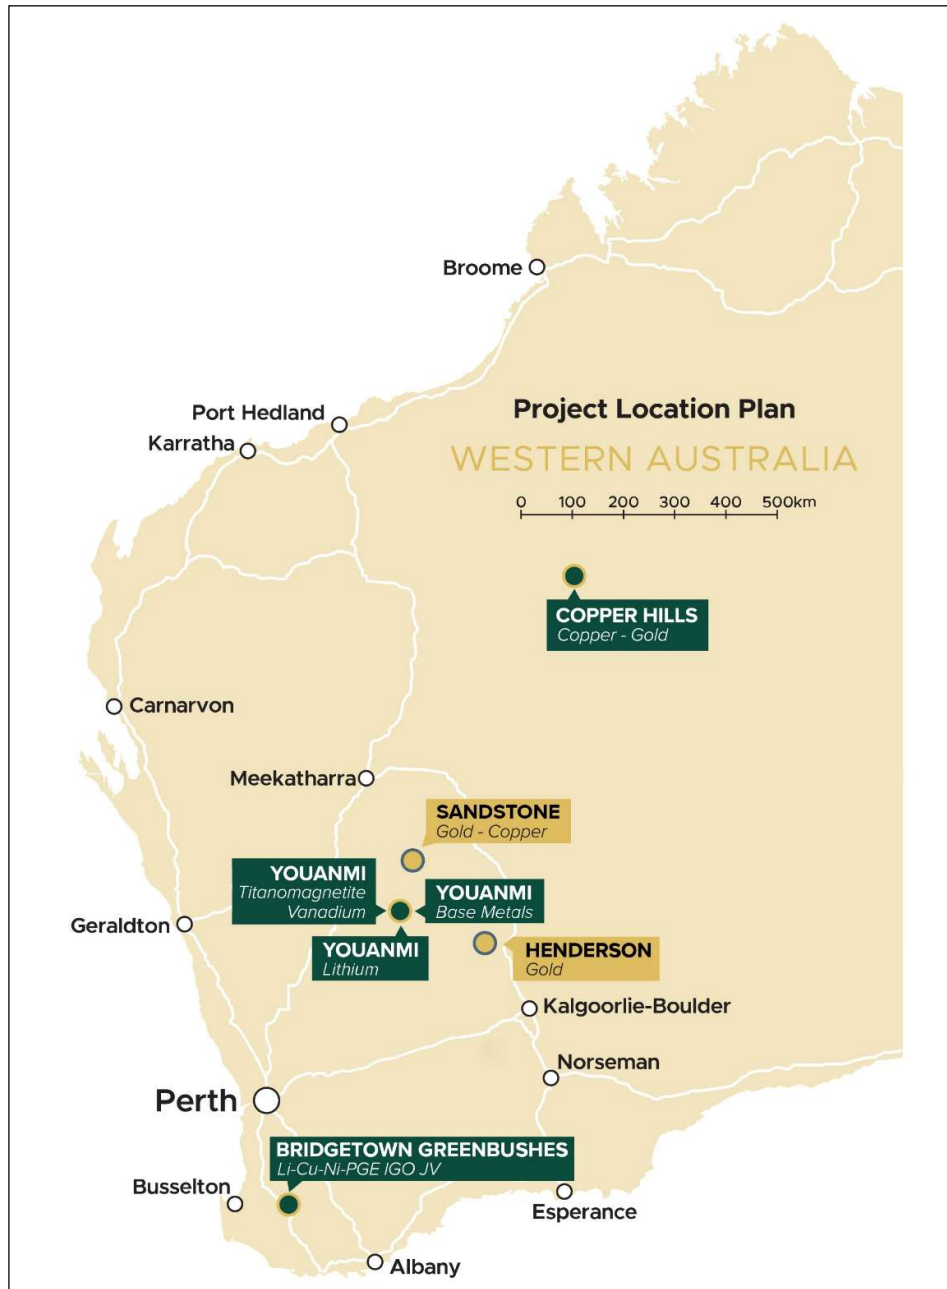 Broome
Port Hedland
Karratha
Project Location Plan
WESTERN AUSTRALIA
0 100 200 300 400 500km
COPPER HILLS
Copper - Gold
Carnarvon
Meekatharra
SANDSTONE
Gold - Copper
YOUANMI
Titanomagnetite
Vanadium
YOUANMI
Base Metals
Geraldton
YOUANMI
Lithium
HENDERSON
Gold
Kalgoorlie-Boulder
Norseman
Perth
BRIDGETOWN GREENBUSHES
Li-Cu-Ni-PGE IGO JV
Busselton
Esperance
Albany